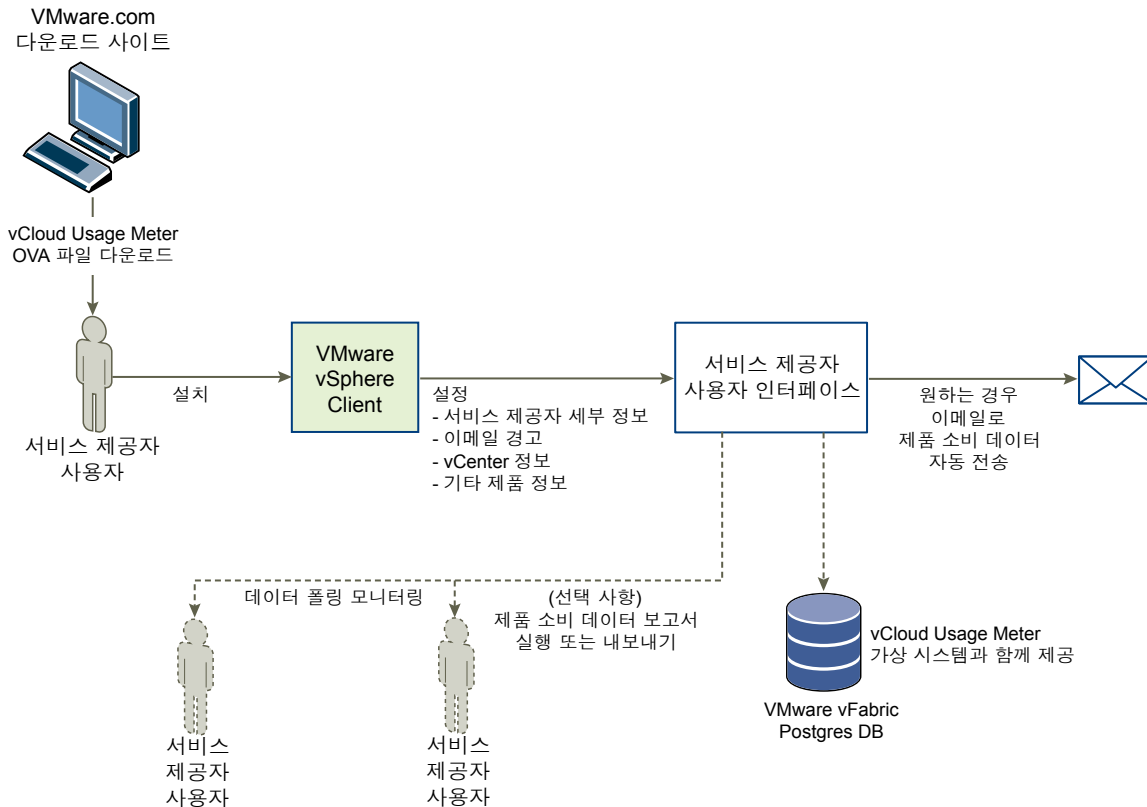 VMware.com
다운로드 사이트
vCloud Usage Meter
OVA 파일 다운로드
서비스 제공자
사용자
설치
VMware
vSphere
Client
설정
- 서비스 제공자 세부 정보
- 이메일 경고
- vCenter 정보
- 기타 제품 정보
서비스 제공자
사용자 인터페이스
원하는 경우
이메일로
제품 소비 데이터
자동 전송
데이터 폴링 모니터링
(선택 사항)
제품 소비 데이터 보고서
실행 또는 내보내기
서비스
제공자
사용자
서비스
제공자
사용자
vCloud Usage Meter
가상 시스템과 함께 제공
VMware vFabric
Postgres DB